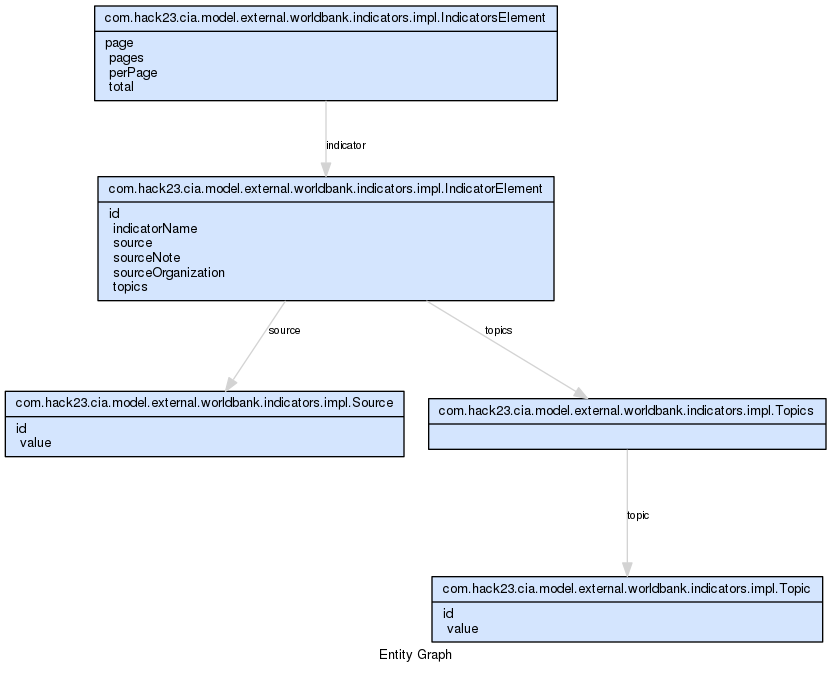 com.hack23.cia.model.external.worldbank.indicators.impl.IndicatorsElement
page
pages
perPage
total
indicator
com.hack23.cia.model.external.worldbank.indicators.impl.IndicatorElement
id
indicatorName
source
sourceNote
sourceOrganization
topics
source
topics
com.hack23.cia.model.external.worldbank.indicators.impl.Source
id
value
com.hack23.cia.model.external.worldbank.indicators.impl.Topics
topic
com.hack23.cia.model.external.worldbank.indicators.impl.Topic
id
value
Entity Graph